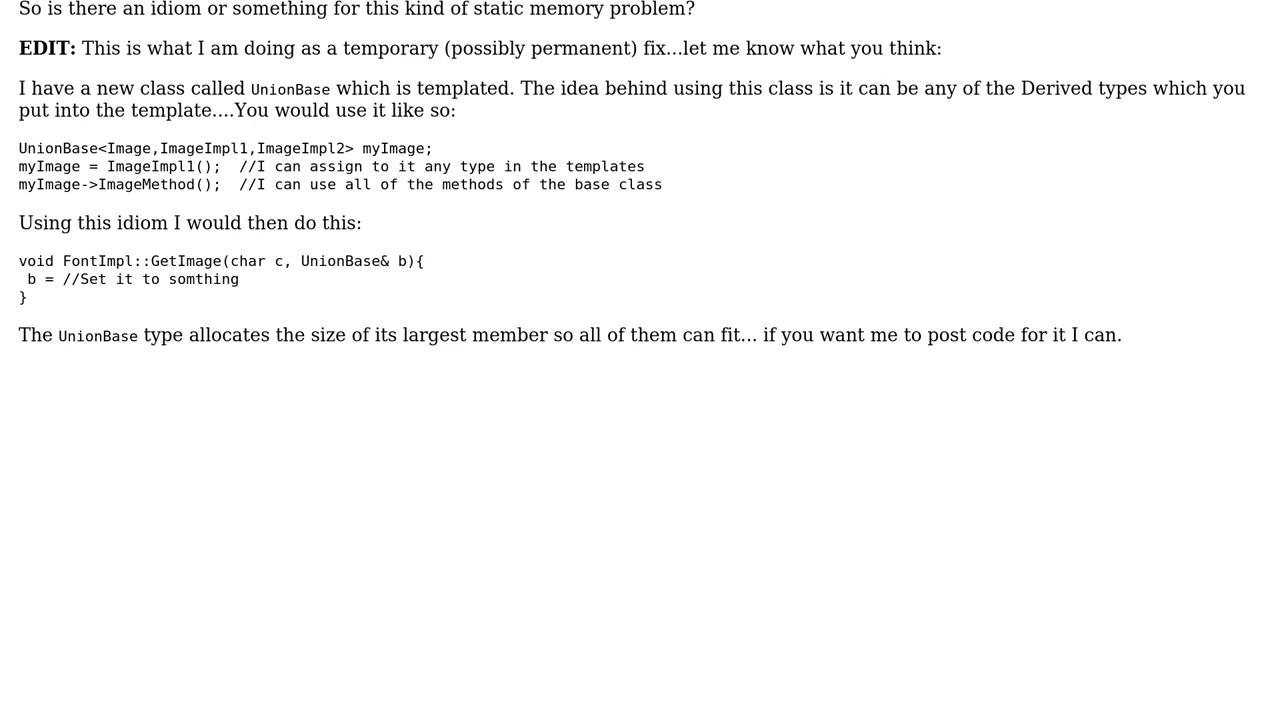 So is there an idiom or something for this kind of static memory problem?
EDIT: This is what I am doing as a temporary (possibly permanent) fix...let me know what you think:
I have a new class called UnionBase which is templated. The idea behind using this class is it can be any of the Derived types which you
put into the template....You would use it like so:
UnionBase<Image,ImageImpl1,ImageImpl2> myImage;
myImage = ImageImpl1();  //I can assign to it any type in the templates
myImage->ImageMethod();  //I can use all of the methods of the base class
Using this idiom I would then do this:
void FontImpl::GetImage(char c, UnionBase& b){
 b = //Set it to somthing
}
The UnionBase type allocates the size of its largest member so all of them can fit... if you want me to post code for it I can.